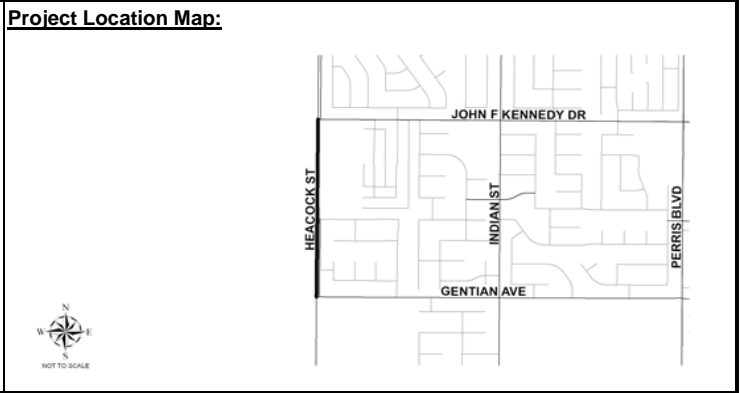 Project Location Map:
JOHN F KENNEDY DR
HEACOCK ST
INDIAN ST
PERRIS BLVD
GENTIAN AVE
N
W E
S
NOT TO SCALE